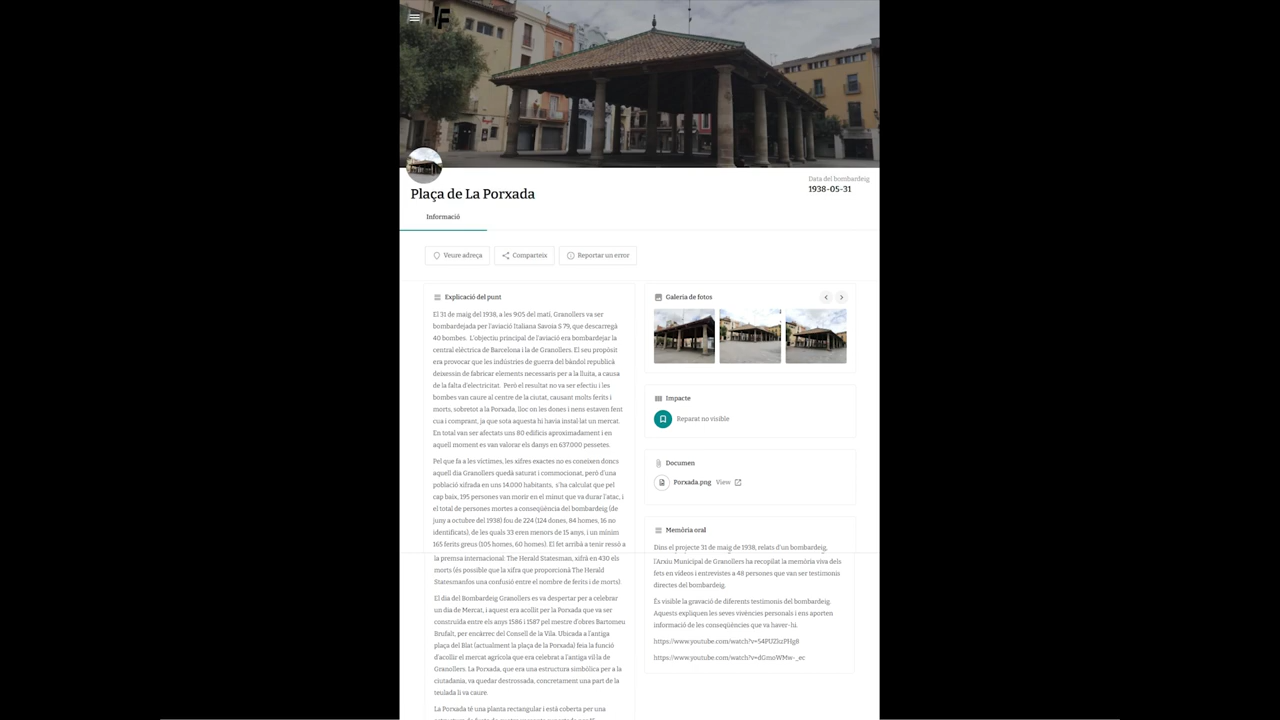 Plaça de La Porxada
Data del bombardeig
1938-05-31
Informació
Veure adreça
Comparteix
Reportar un error
Explicació del punt
El 31 de maig del 1938, a les 9:05 del matí, Granollers va ser
bombardejada per l'aviació Italiana Savoia S 79, que descarregà
40 bombes. L'objectiu principal de l'aviació era bombardejar la
central elèctrica de Barcelona i la de Granollers. El seu propòsit
era provocar que les indústries de guerra del bàndol republicà
deixessin de fabricar elements necessaris per a la lluita, a causa
de la falta d'electricitat. Però el resultat no va ser efectiu i les
bombes van caure al centre de la ciutat, causant molts ferits i
morts, sobretot a la Porxada, lloc on les dones i nens estaven fent
cua i comprant, ja que sota aquesta hi havia instal·lat un mercat.
En total van ser afectats uns 80 edificis aproximadament i en
aquell moment es van valorar els danys en 637.000 pessetes.
Pel que fa a les víctimes, les xifres exactes no es coneixen doncs
aquell dia Granollers quedà saturat i commocionat, però d'una
població xifrada en uns 14.000 habitants, s'ha calculat que pel
cap baix, 195 persones van morir en el minut que va durar l'atac, i
el total de persones mortes a conseqüència del bombardeig (de
juny a octubre del 1938) fou de 224 (124 dones, 84 homes, 16 no
identificats), de les quals 33 eren menors de 15 anys, i un mínim
165 ferits greus (105 homes, 60 homes). El fet arribà a tenir ressò a
la premsa internacional: The Herald Statesman, xifrà en 430 els
morts (és possible que la xifra que proporcionà The Herald
Statesmanfos una confusió entre el nombre de ferits i de morts).
El dia del Bombardeig Granollers es va despertar per a celebrar
un dia de Mercat, i aquest era acollit per la Porxada que va ser
construïda entre els anys 1586 i 1587 pel mestre d'obres Bartomeu
Brufalt, per encàrrec del Consell de la Vila. Ubicada a l'antiga
plaça del Blat (actualment la plaça de la Porxada) feia la funció
d'acollir el mercat agrícola que era celebrat a l'antiga vil·la de
Granollers. La Porxada, que era una estructura simbòlica per a la
ciutadania, va quedar destrossada, concretament una part de la
teulada li va caure.
La Porxada té una planta rectangular i està coberta per una
Galeria de fotos
Impacte
Reparat no visible
Documen
Porxada.png View
Memòria oral
Dins el projecte 31 de maig de 1938, relats d'un bombardeig,
l'Arxiu Municipal de Granollers ha recopilat la memòria viva dels
fets en vídeos i entrevistes a 48 persones que van ser testimonis
directes del bombardeig.
És visible la gravació de diferents testimonis del bombardeig.
Aquests expliquen les seves vivències personals i ens aporten
informació de les conseqüències que va haver-hi.
https://www.youtube.com/watch?v=54PUZkzPHg8
https://www.youtube.com/watch?v=dGmoWMw-_ec